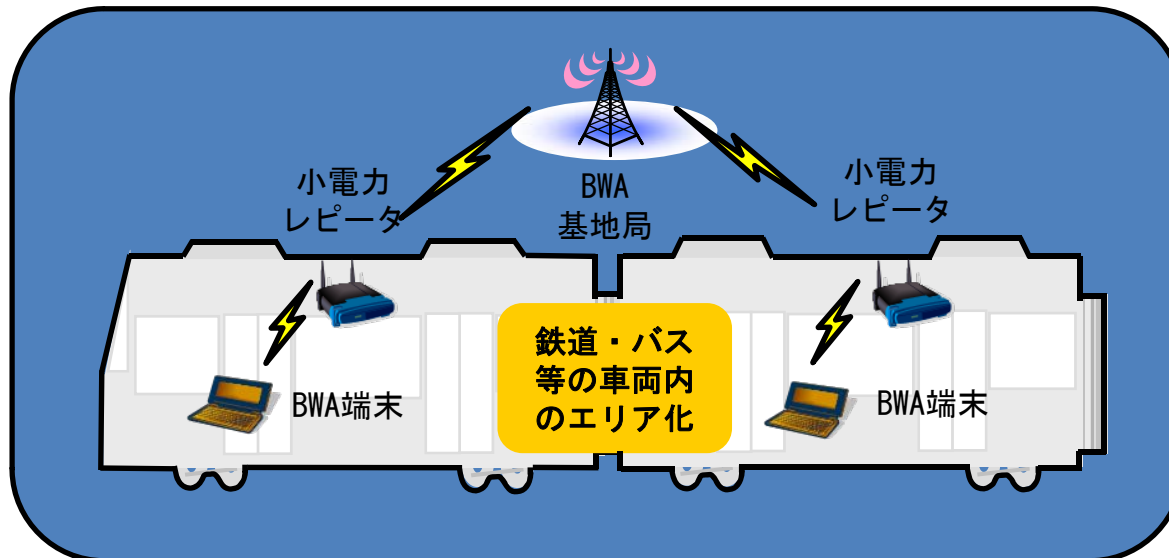 小電力
レピータ
BWA
基地局
小電力
レピータ
鉄道・バス
等の車両内
のエリア化
BWA端末
BWA端末